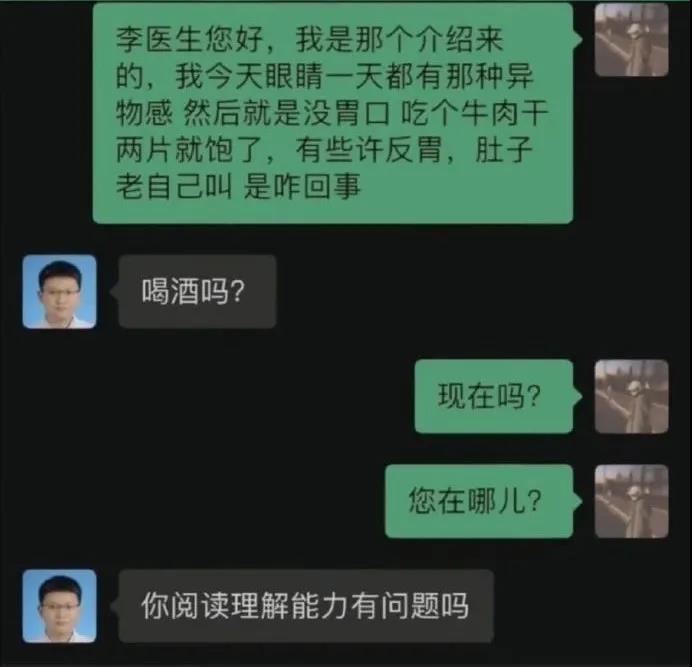 李医生您好，我是那个介绍来
的，我今天眼睛一天都有那种异
物感 然后就是没胃口 吃个牛肉干
两片就饱了，有些许反胃，肚子
老自己叫 是咋回事
喝酒吗？
现在吗？
您在哪儿？
你阅读理解能力有问题吗